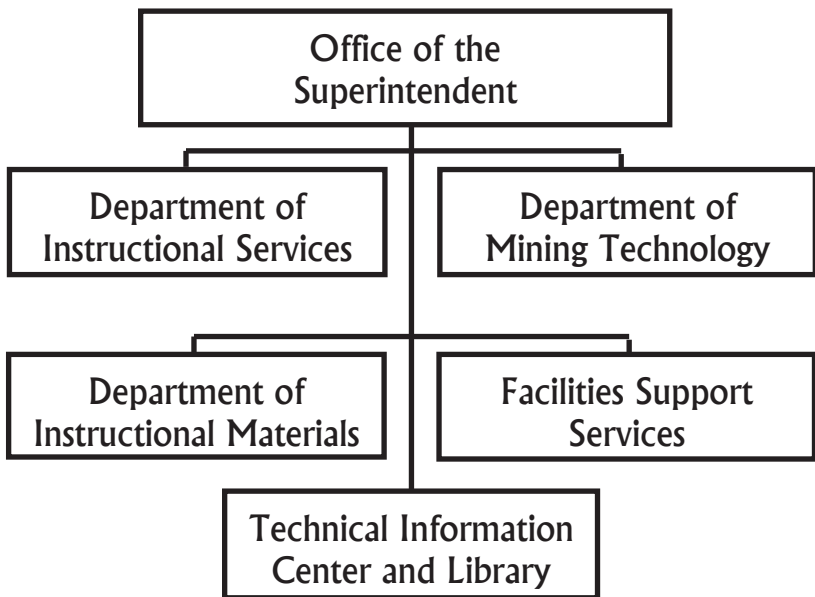 Office of the
Superintendent
Department of
Instructional Services
Department of
Mining Technology
Department of
Instructional Materials
Facilities Support
Services
Technical Information
Center and Library